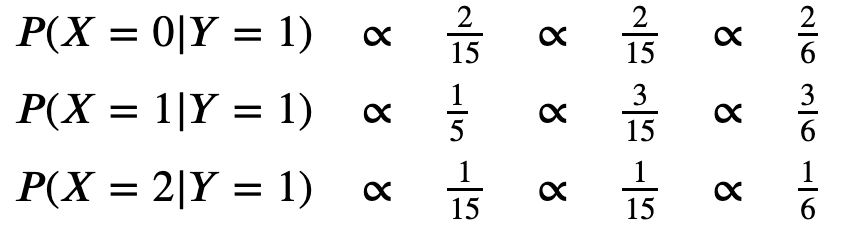 P(X = 0|Y = 1) ∝ 2/15 ∝ 2/15 ∝ 2/6
P(X = 1|Y = 1) ∝ 1/5 ∝ 3/15 ∝ 3/6
P(X = 2|Y = 1) ∝ 1/15 ∝ 1/15 ∝ 1/6